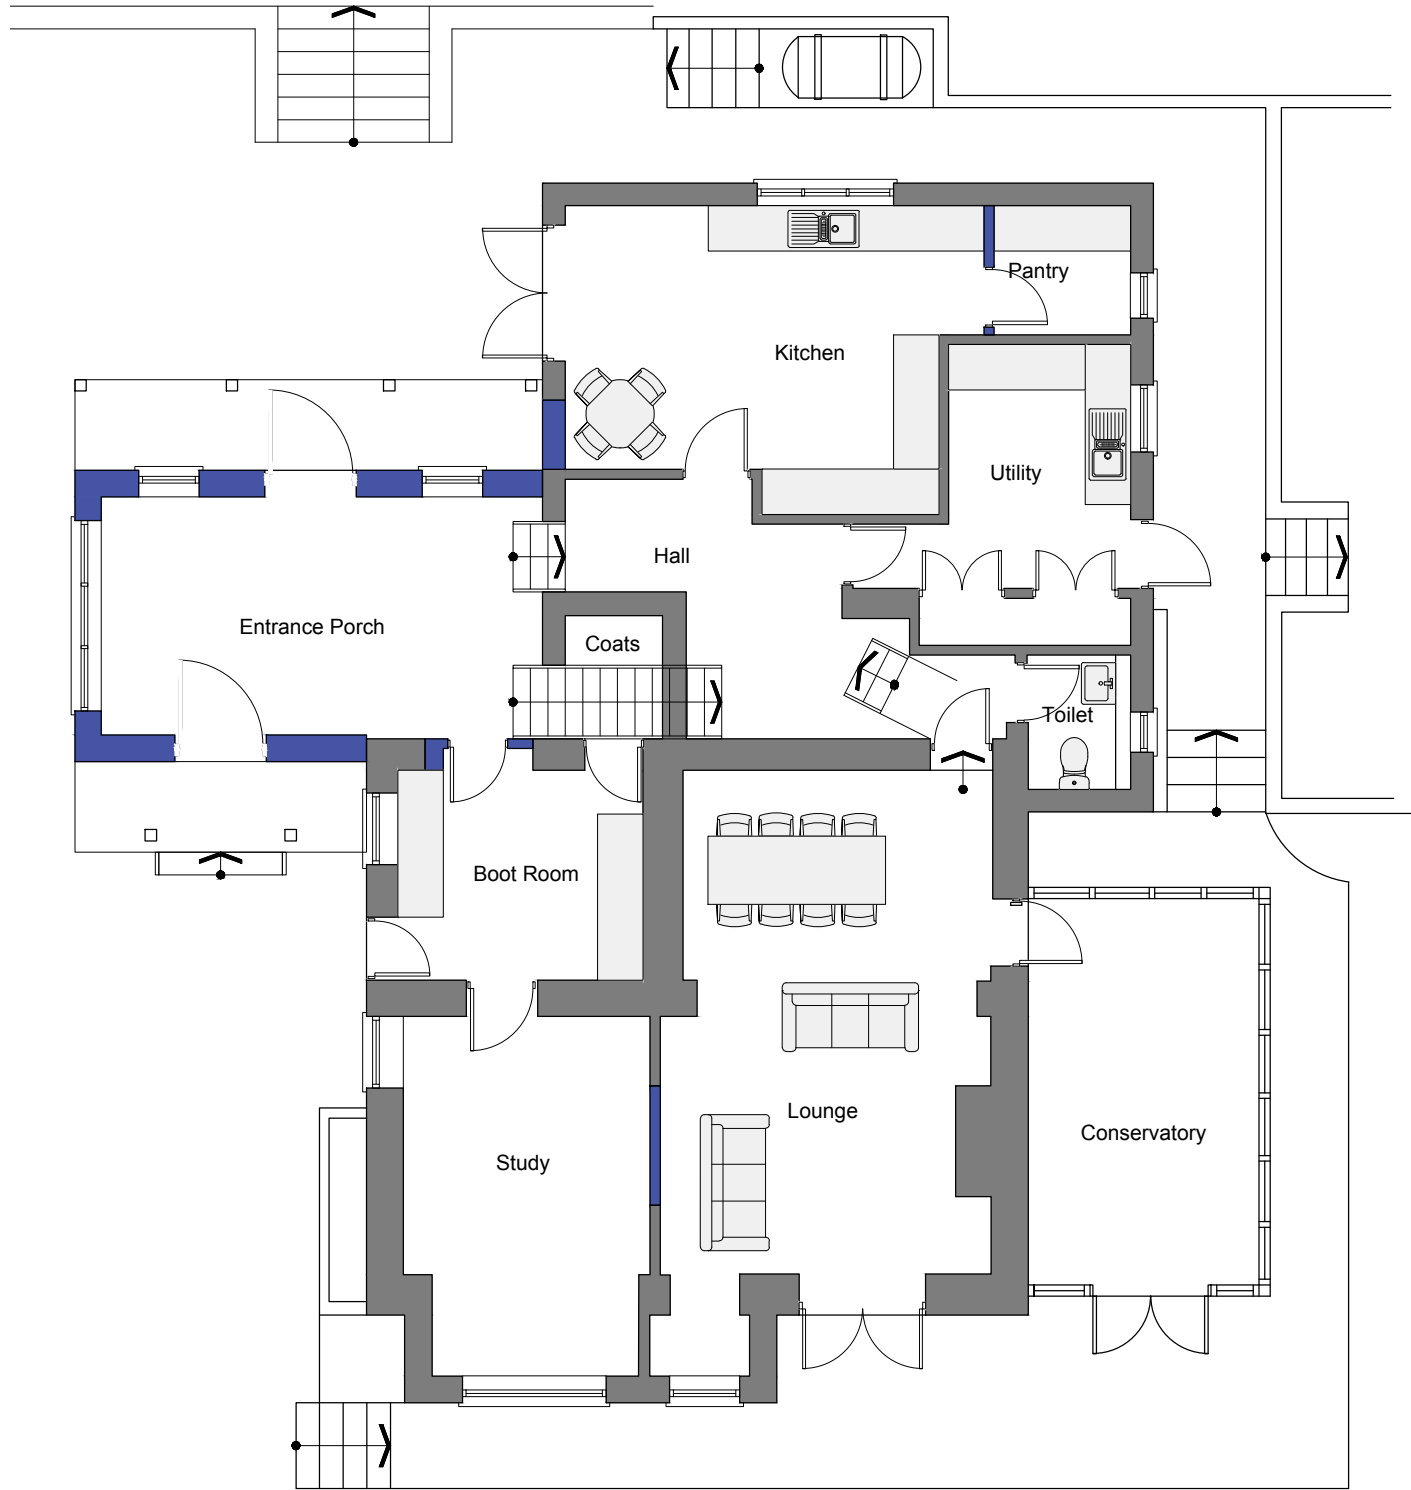 Pantry
Kitchen
Utility
Hall
Entrance Porch
Coats
Toilet
Boot Room
Lounge
Conservatory
Study